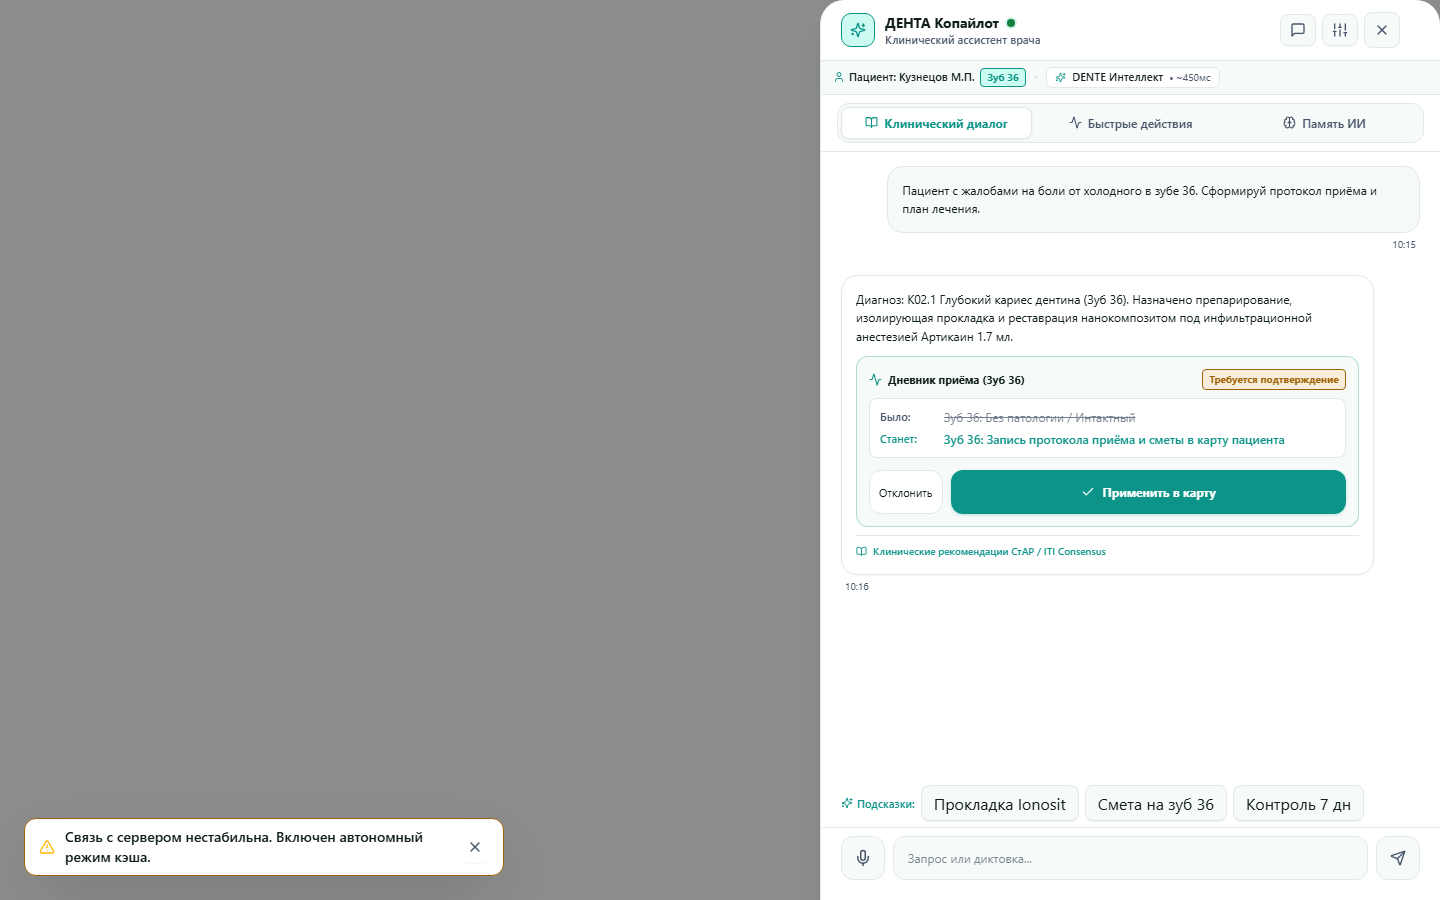 ДЕНТА Копайлот
Клинический ассистент врача
Пациент: Кузнецов М.П. Зуб 36 • DENTE Интеллект • ~450мс
Клинический диалог Быстрые действия Память ИИ
Пациент с жалобами на боли от холодного в зубе 36. Сформируй протокол приёма и
план лечения.
10:15
Диагноз: K02.1 Глубокий кариес дентина (Зуб 36). Назначено препарирование,
изолирующая прокладка и реставрация нанокомпозитом под инфильтрационной
анестезией Артикаин 1.7 мл.
Дневник приёма (Зуб 36) Требуется подтверждение
Было: Зуб 36: Без патологии / Интактный
Станет: Зуб 36: Запись протокола приёма и сметы в карту пациента
Отклонить Применить в карту
Клинические рекомендации СтАР / ITI Consensus
10:16
Подсказки: Прокладка Ionosit Смета на зуб 36 Контроль 7 дн
Запрос или диктовка...
Связь с сервером нестабильна. Включен автономный
режим кэша.